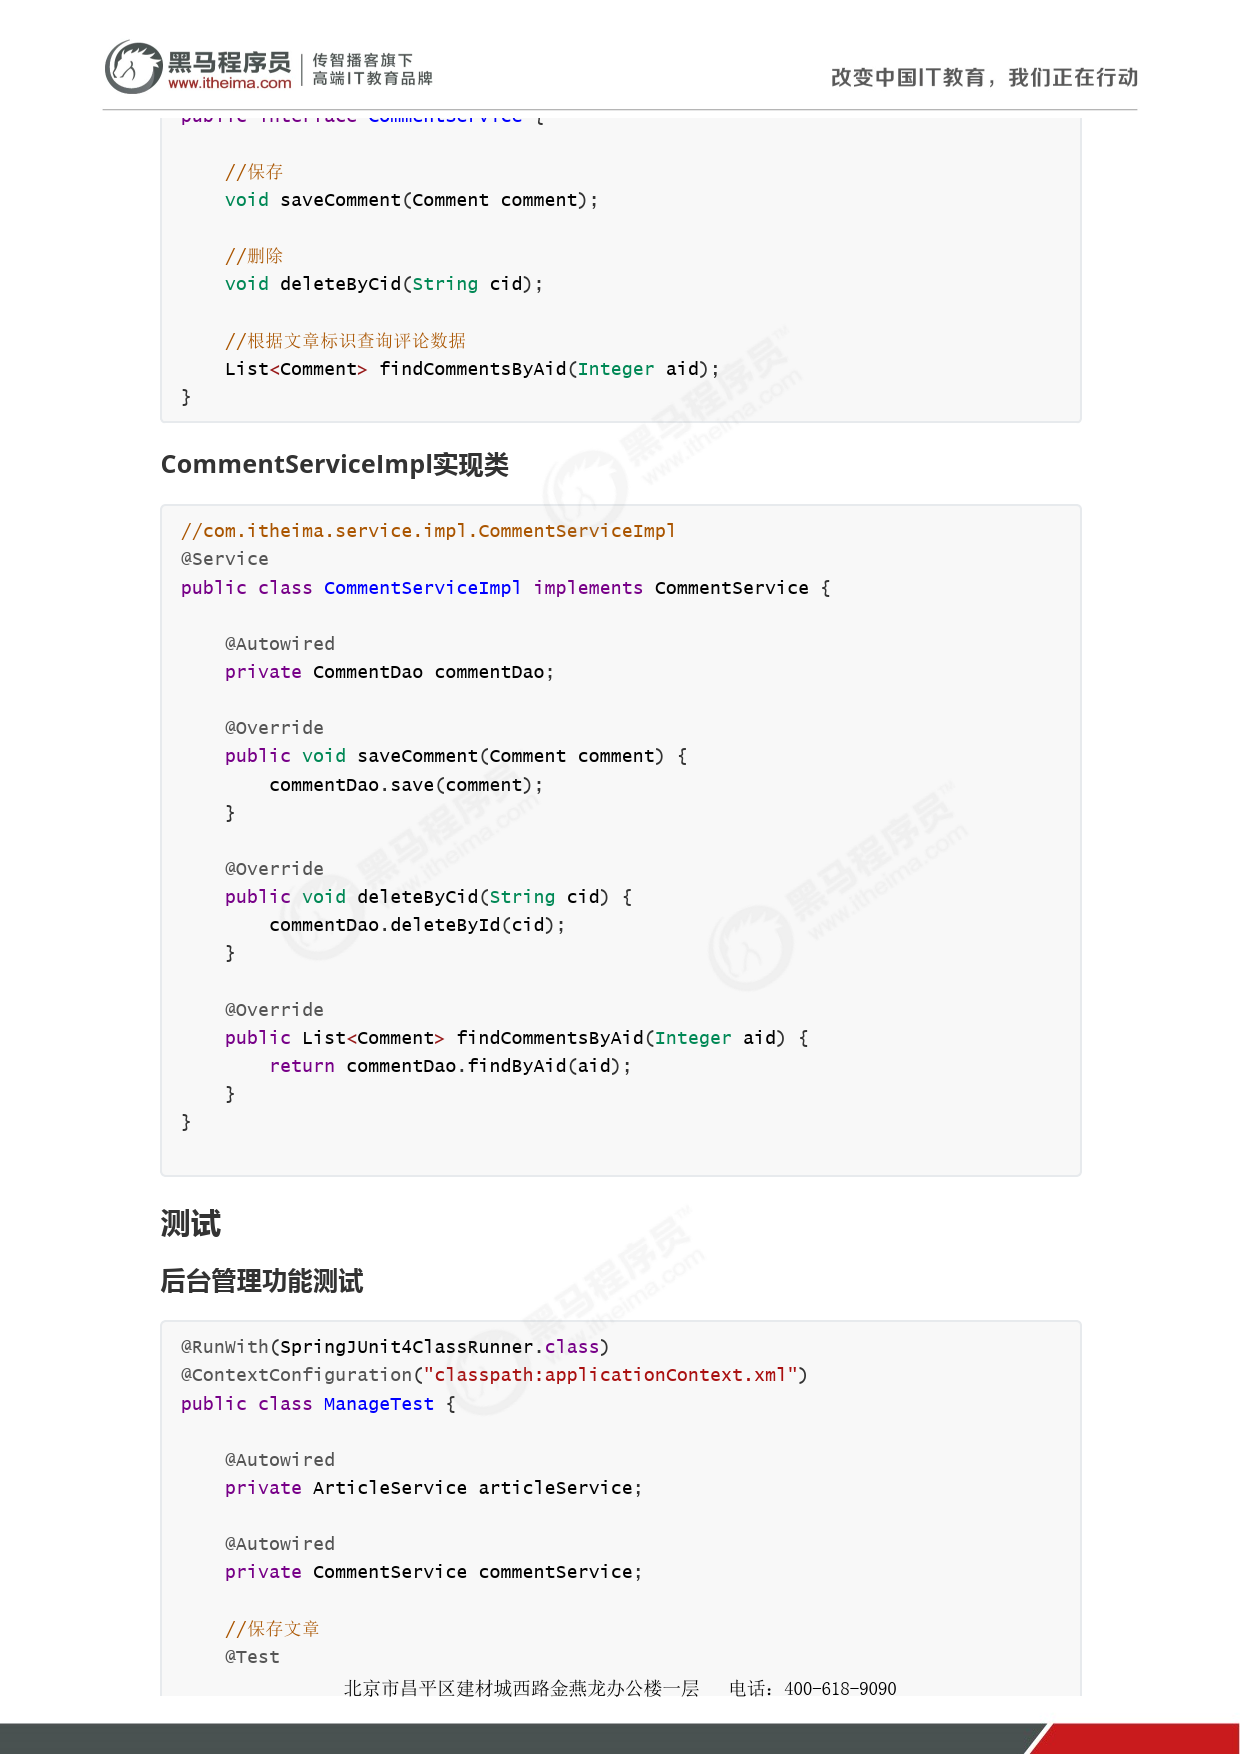 黑马程序员
www.itheima.com
传智播客旗下
高端IT教育品牌
改变中国IT教育，我们正在行动
public interface CommentService {
//保存
void saveComment(Comment comment);
//删除
void deleteByCid(String cid);
//根据文章标识查询评论数据
List<Comment> findCommentsByAid(Integer aid);
}
CommentServiceImpl实现类
//com.itheima.service.impl.CommentServiceImpl
@Service
public class CommentServiceImpl implements CommentService {
@Autowired
private CommentDao commentDao;
@Override
public void saveComment(Comment comment) {
commentDao.save(comment);
}
@Override
public void deleteByCid(String cid) {
commentDao.deleteById(cid);
}
@Override
public List<Comment> findCommentsByAid(Integer aid) {
return commentDao.findByAid(aid);
}
}
测试
后台管理功能测试
@RunWith(SpringJUnit4ClassRunner.class)
@ContextConfiguration("classpath:applicationContext.xml")
public class ManageTest {
@Autowired
private ArticleService articleService;
@Autowired
private CommentService commentService;
//保存文章
@Test
北京市昌平区建材城西路金燕龙办公楼一层 电话：400-618-9090